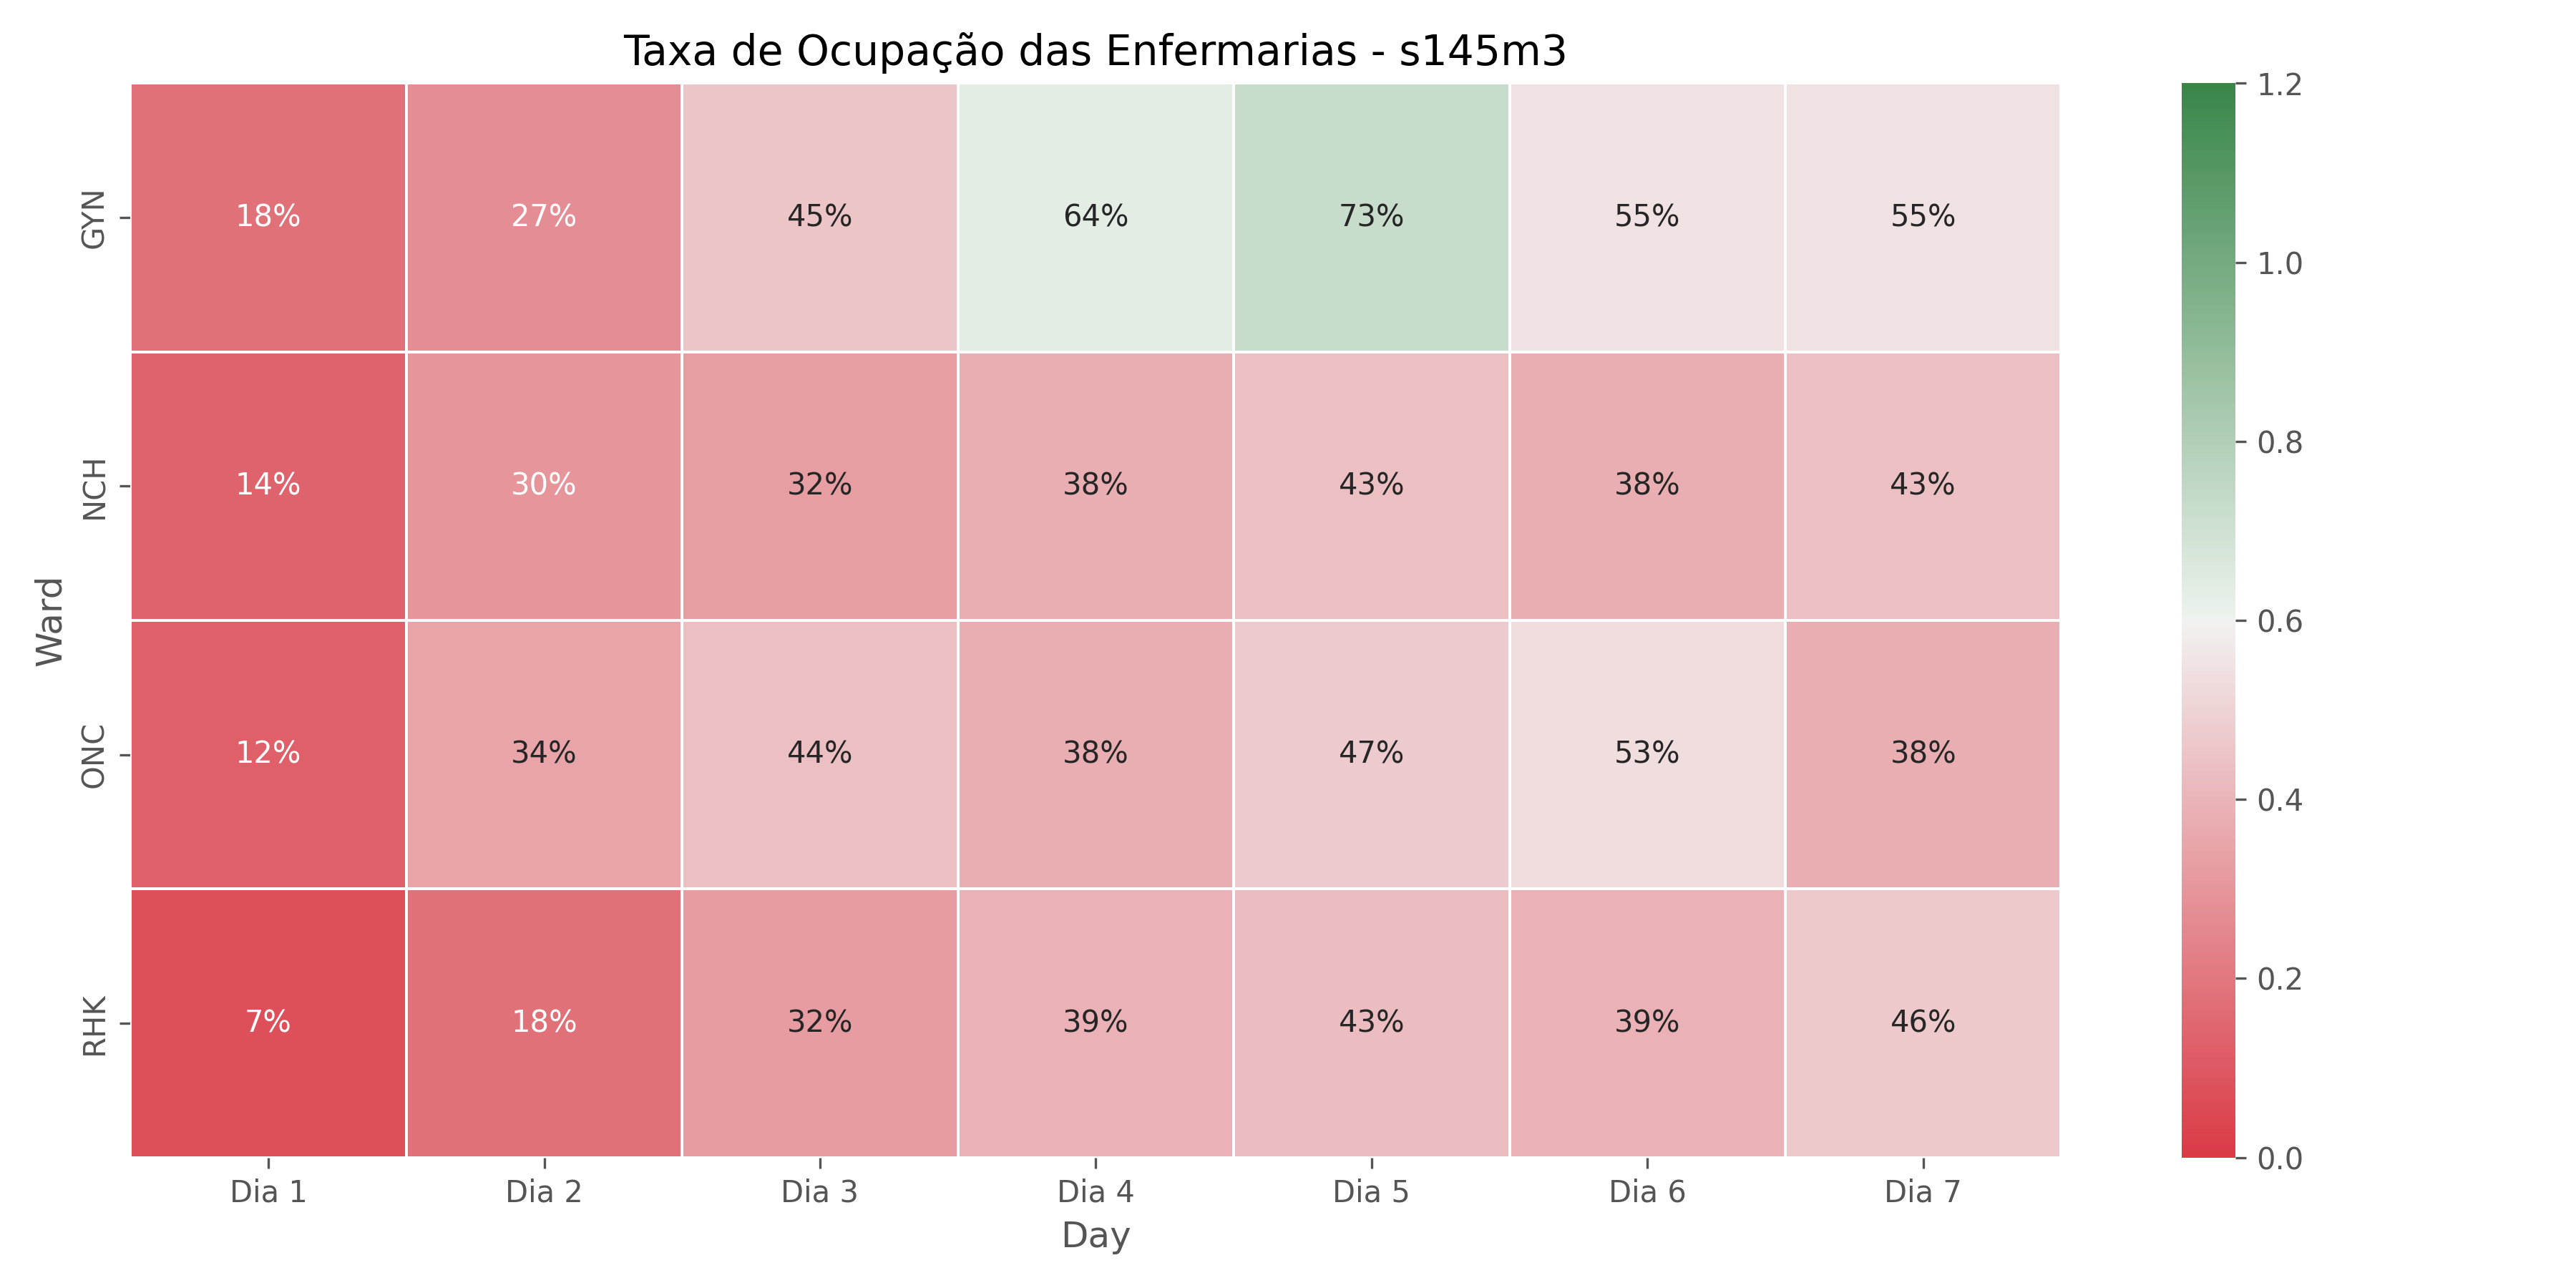 Taxa de Ocupação das Enfermarias - s145m3
GYN 18% 27% 45% 64% 73% 55% 55%
NCH 14% 30% 32% 38% 43% 38% 43%
ONC 12% 34% 44% 38% 47% 53% 38%
RHK 7% 18% 32% 39% 43% 39% 46%
Ward
Dia 1 Dia 2 Dia 3 Dia 4 Dia 5 Dia 6 Dia 7
Day
1.2
1.0
0.8
0.6
0.4
0.2
0.0